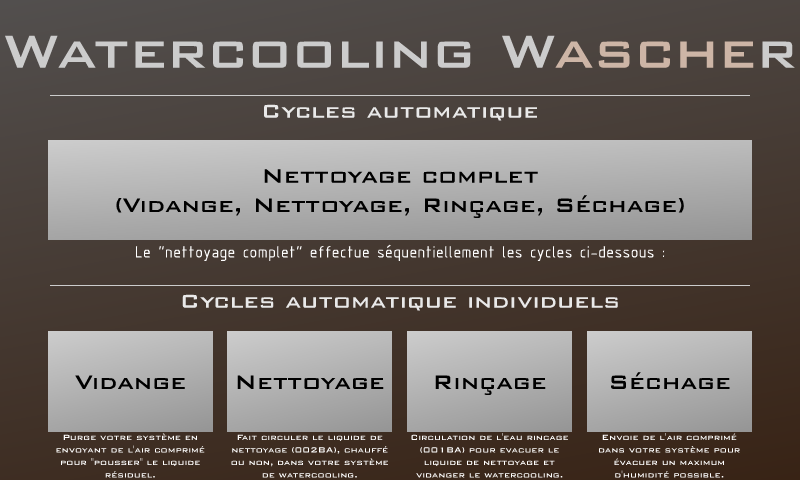 Watercooling Wascher
Cycles automatique
Nettoyage complet
(Vidange, Nettoyage, Rinçage, Séchage)
Le "nettoyage complet" effectue séquentiellement les cycles ci-dessous :
Cycles automatique individuels
Vidange
Purge votre système en
envoyant de l'air comprimé
pour "pousser" le liquide
résiduel.
Nettoyage
Fait circuler le liquide de
nettoyage (002BA), chauffé
ou non, dans votre système
de watercooling.
Rinçage
Circulation de l'eau rincage
(001BA) pour evacuer le
liquide de nettoyage et
vidanger le watercooling.
Séchage
Envoie de l'air comprimé
dans votre système pour
évacuer un maximum
d'humidité possible.